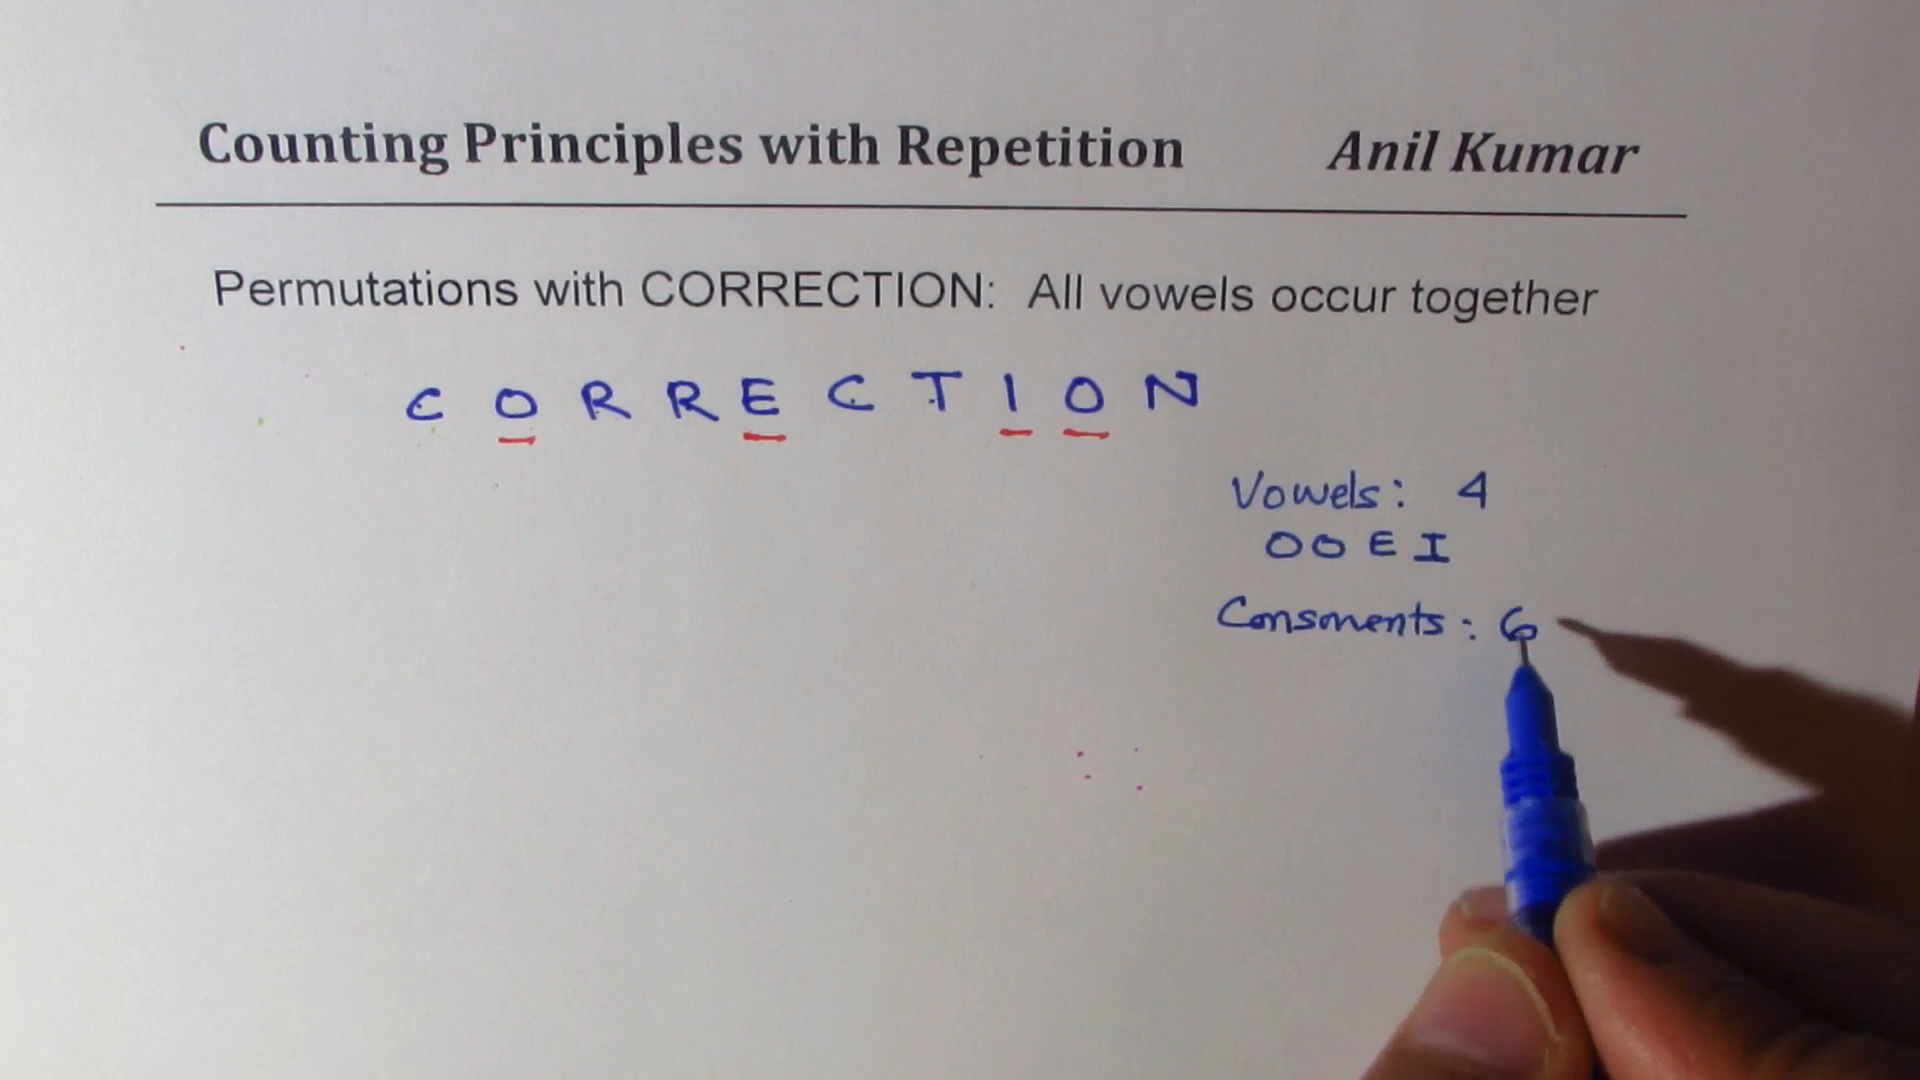 Counting Principles with Repetition Anil Kumar
Permutations with CORRECTION: All vowels occur together
C O R R E C T I O N
Vowels: 4
O O E I
Consonents: 6